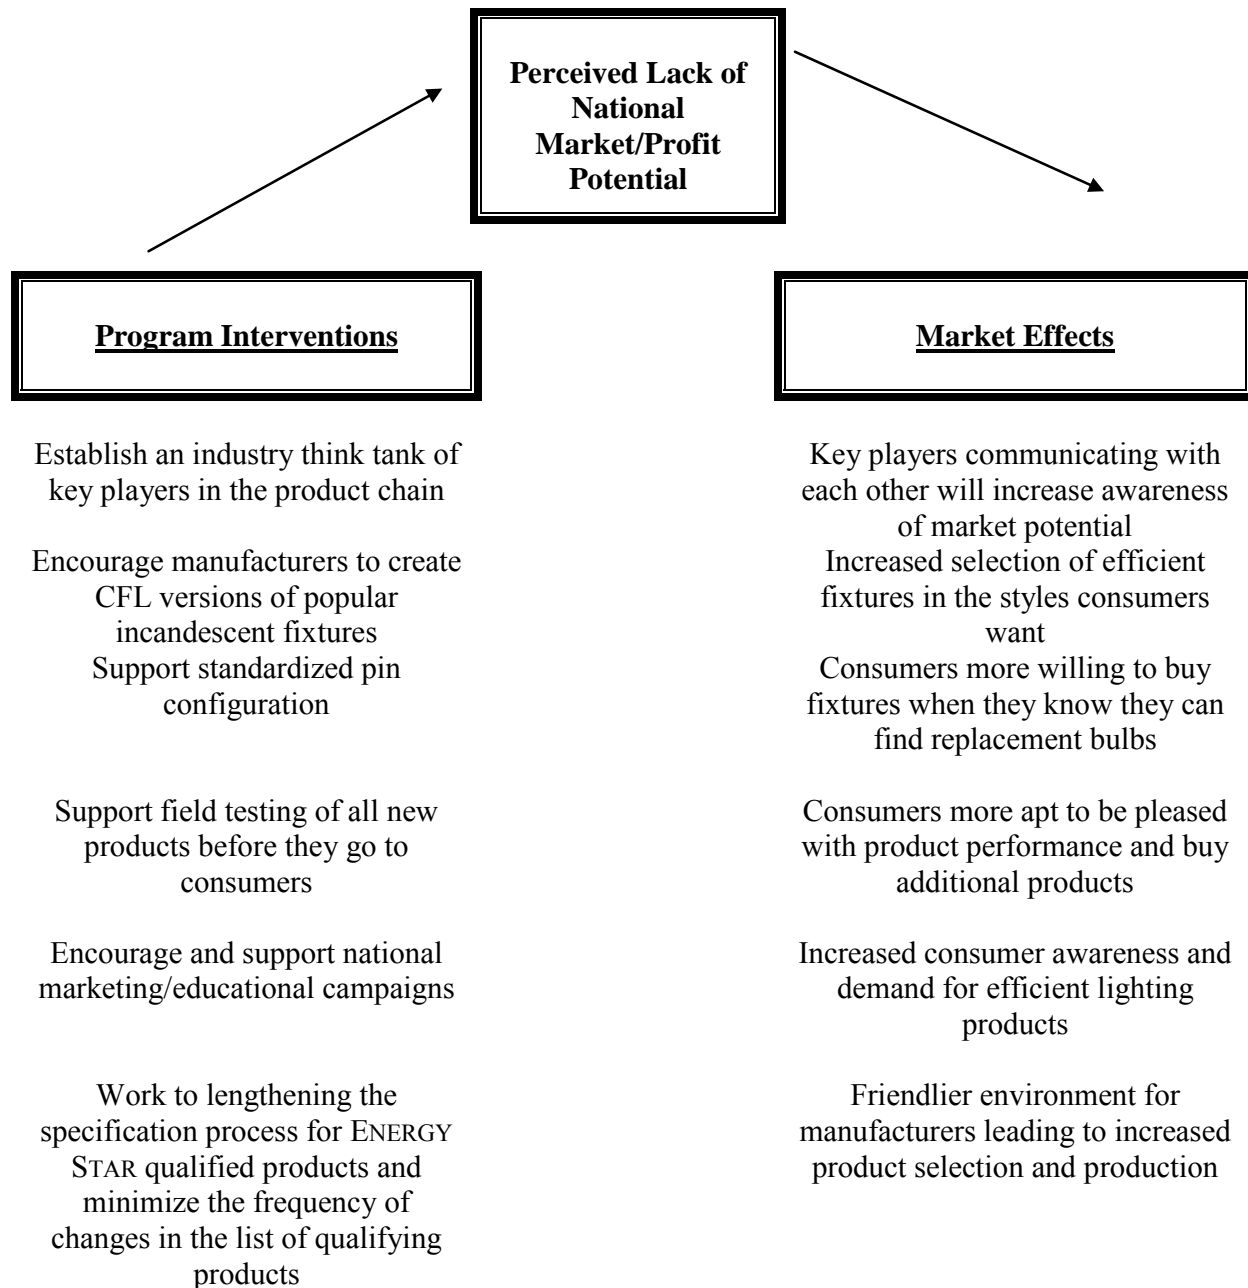 Perceived Lack of
National
Market/Profit
Potential
Program Interventions
Establish an industry think tank of
key players in the product chain
Encourage manufacturers to create
CFL versions of popular
incandescent fixtures
Support standardized pin
configuration
Support field testing of all new
products before they go to
consumers
Encourage and support national
marketing/educational campaigns
Work to lengthening the
specification process for ENERGY
STAR qualified products and
minimize the frequency of
changes in the list of qualifying
products
Market Effects
Key players communicating with
each other will increase awareness
of market potential
Increased selection of efficient
fixtures in the styles consumers
want
Consumers more willing to buy
fixtures when they know they can
find replacement bulbs
Consumers more apt to be pleased
with product performance and buy
additional products
Increased consumer awareness and
demand for efficient lighting
products
Friendlier environment for
manufacturers leading to increased
product selection and production